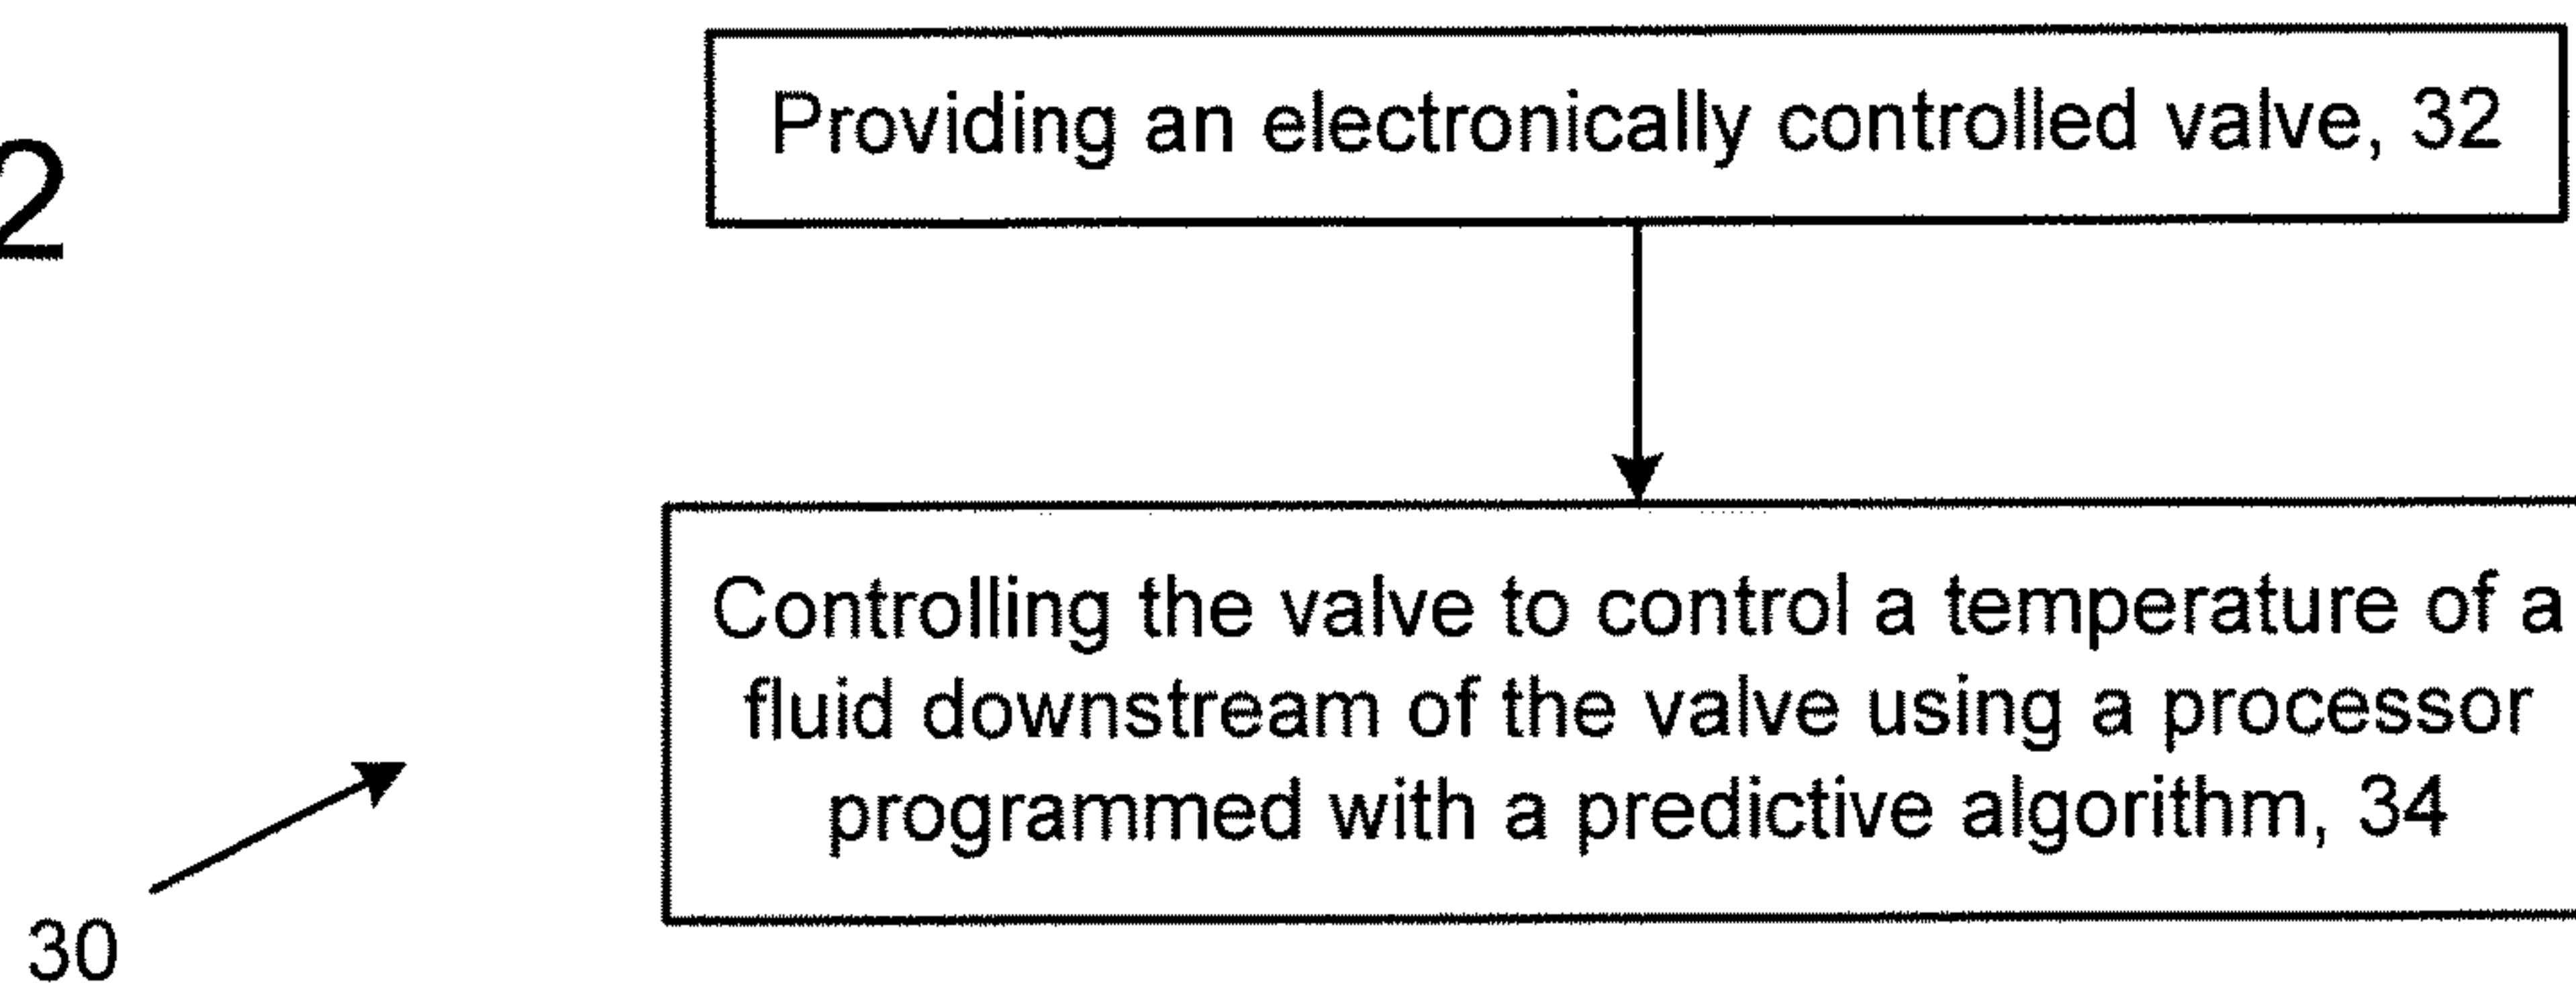 Providing an electronically controlled valve, 32
2
Controlling the valve to control a temperature of a
fluid downstream of the valve using a processor
programmed with a predictive algorithm, 34
30